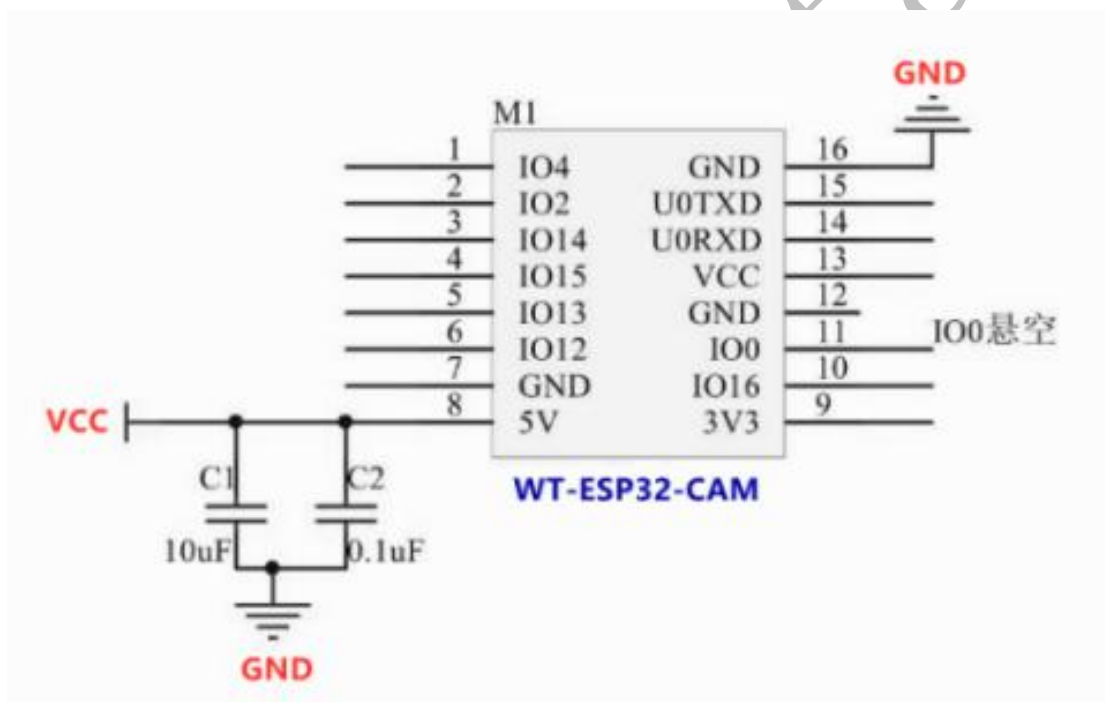 GND
M1
1 IO4 GND 16
2 IO2 U0TXD 15
3 IO14 U0RXD 14
4 IO15 VCC 13
5 IO13 GND 12
6 IO12 IO0 11 IO0悬空
7 GND IO16 10
VCC 8 5V 3V3 9
C1 C2
WT-ESP32-CAM
10uF 0.1uF
GND